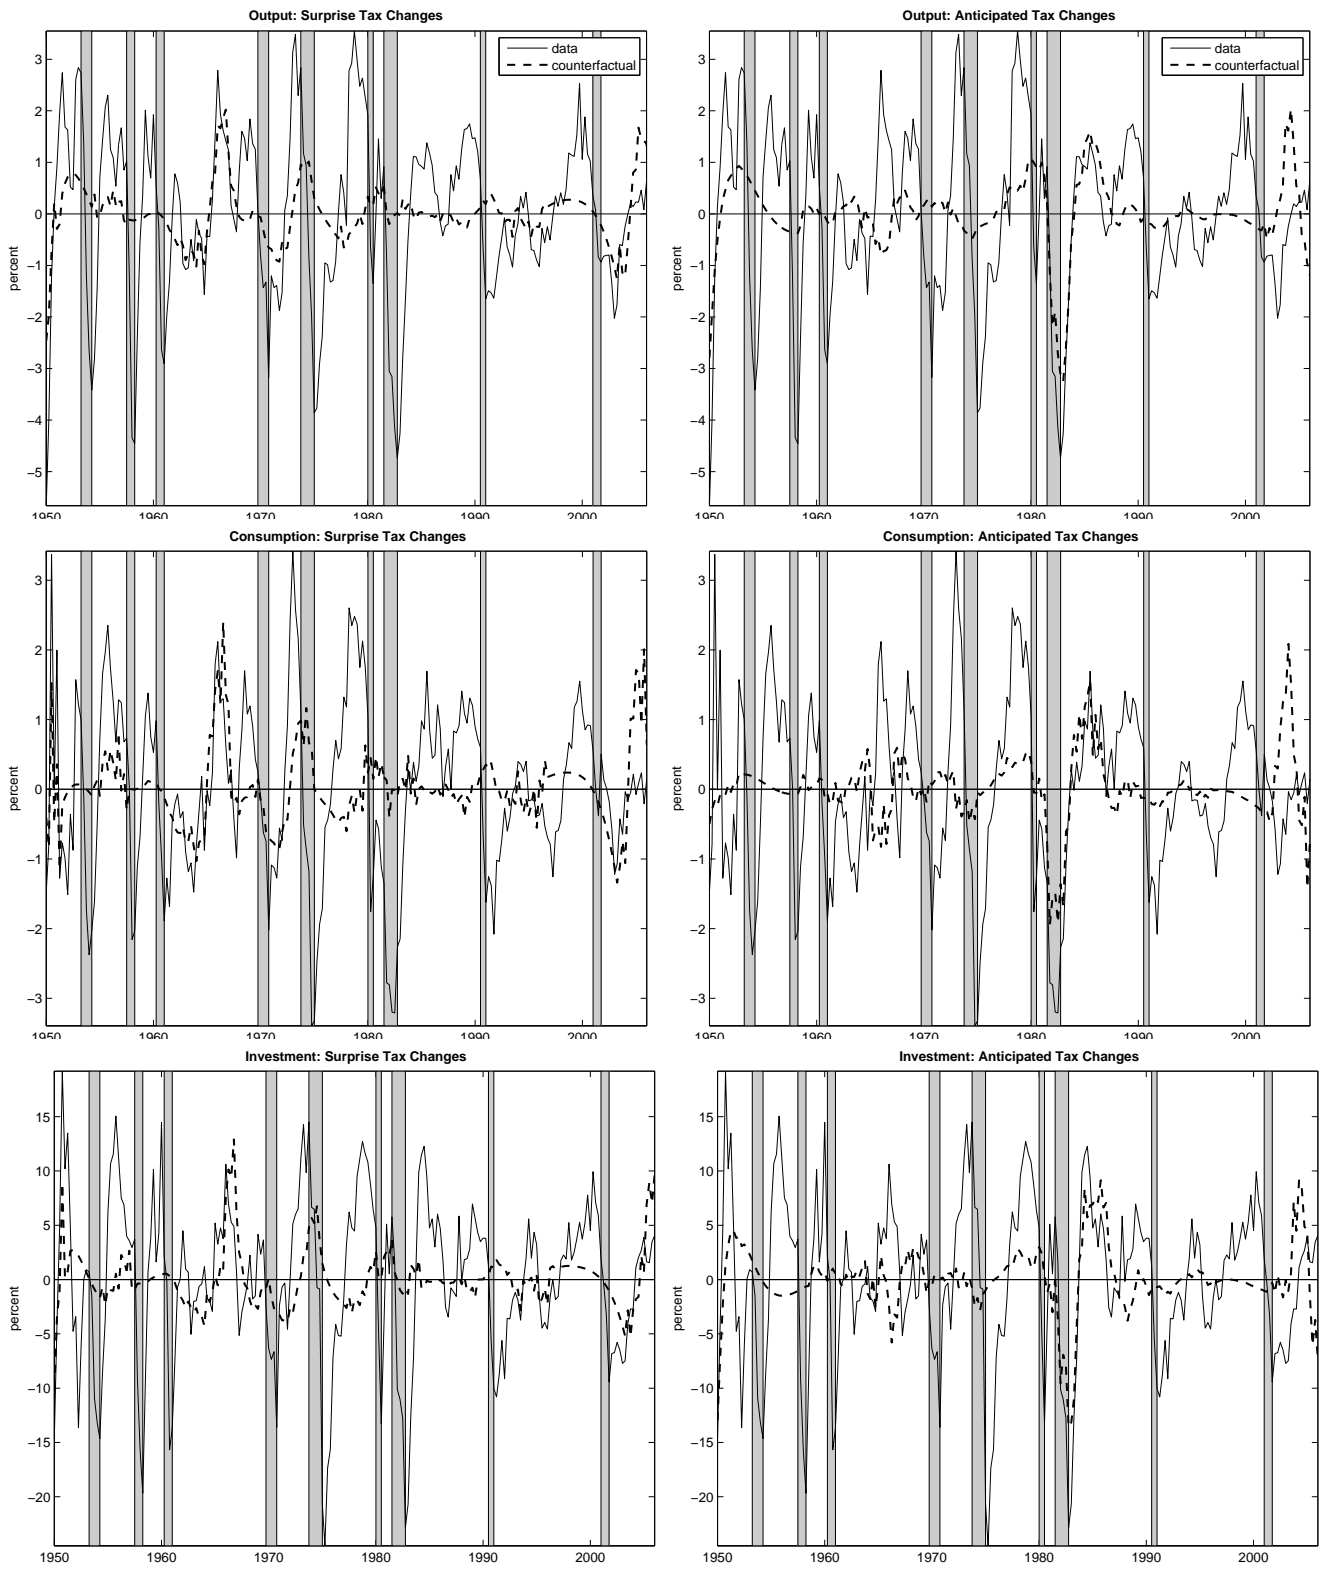 Output: Surprise Tax Changes
Output: Anticipated Tax Changes
data
counterfactual
data
counterfactual
percent
3
2
1
0
−1
−2
−3
−4
−5
1950 1960 1970 1980 1990 2000
percent
3
2
1
0
−1
−2
−3
−4
−5
1950 1960 1970 1980 1990 2000
Consumption: Surprise Tax Changes
Consumption: Anticipated Tax Changes
percent
3
2
1
0
−1
−2
−3
1950 1960 1970 1980 1990 2000
percent
3
2
1
0
−1
−2
−3
1950 1960 1970 1980 1990 2000
Investment: Surprise Tax Changes
Investment: Anticipated Tax Changes
percent
15
10
5
0
−5
−10
−15
−20
1950 1960 1970 1980 1990 2000
percent
15
10
5
0
−5
−10
−15
−20
1950 1960 1970 1980 1990 2000